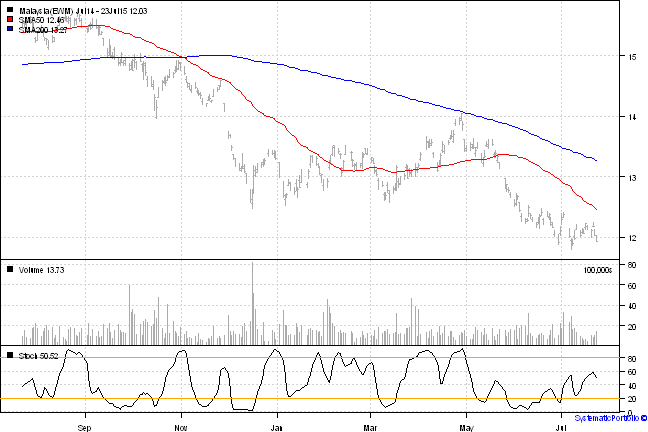 Malaysia(EWM) Jul14 - 23Jul15 12.03
SMA50 12.46
SMA200 13.27
15
14
13
12
Volume 13.73
100,000s
80
60
40
20
Stoch 50.52
80
60
40
20
0
Sep
Nov
Jan
Mar
May
Jul
SystematicPortfolio ©